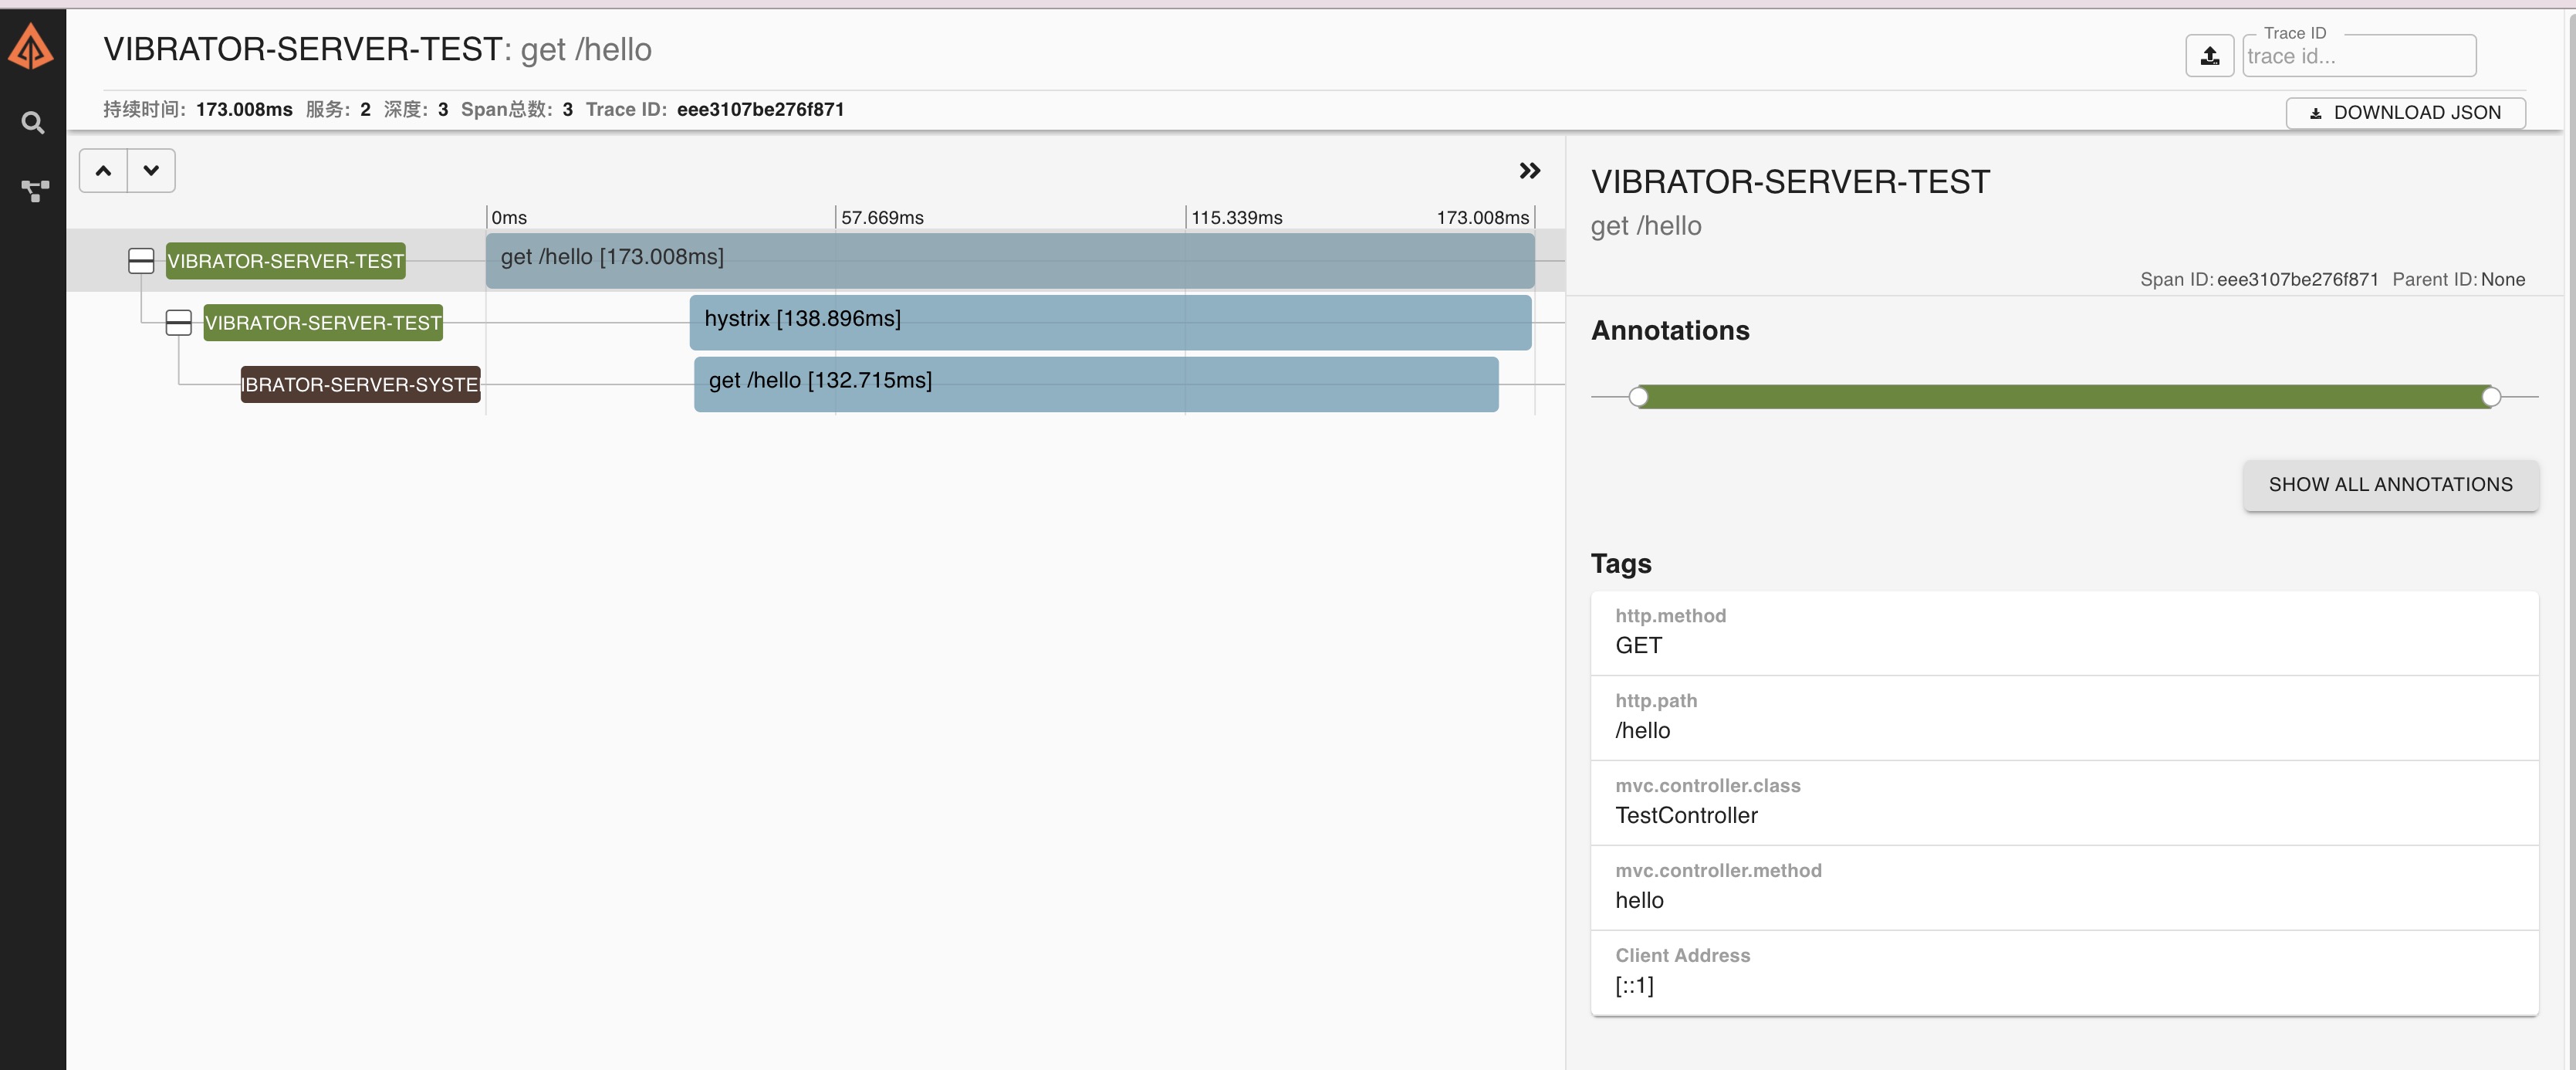 VIBRATOR-SERVER-TEST: get /hello
Trace ID
trace id...
持续时间: 173.008ms 服务: 2 深度: 3 Span总数: 3 Trace ID: eee3107be276f871
DOWNLOAD JSON
0ms 57.669ms 115.339ms 173.008ms
VIBRATOR-SERVER-TEST get /hello [173.008ms]
VIBRATOR-SERVER-TEST hystrix [138.896ms]
IBRATOR-SERVER-SYSTE get /hello [132.715ms]
VIBRATOR-SERVER-TEST
get /hello
Span ID: eee3107be276f871 Parent ID: None
Annotations
SHOW ALL ANNOTATIONS
Tags
http.method
GET
http.path
/hello
mvc.controller.class
TestController
mvc.controller.method
hello
Client Address
[::1]